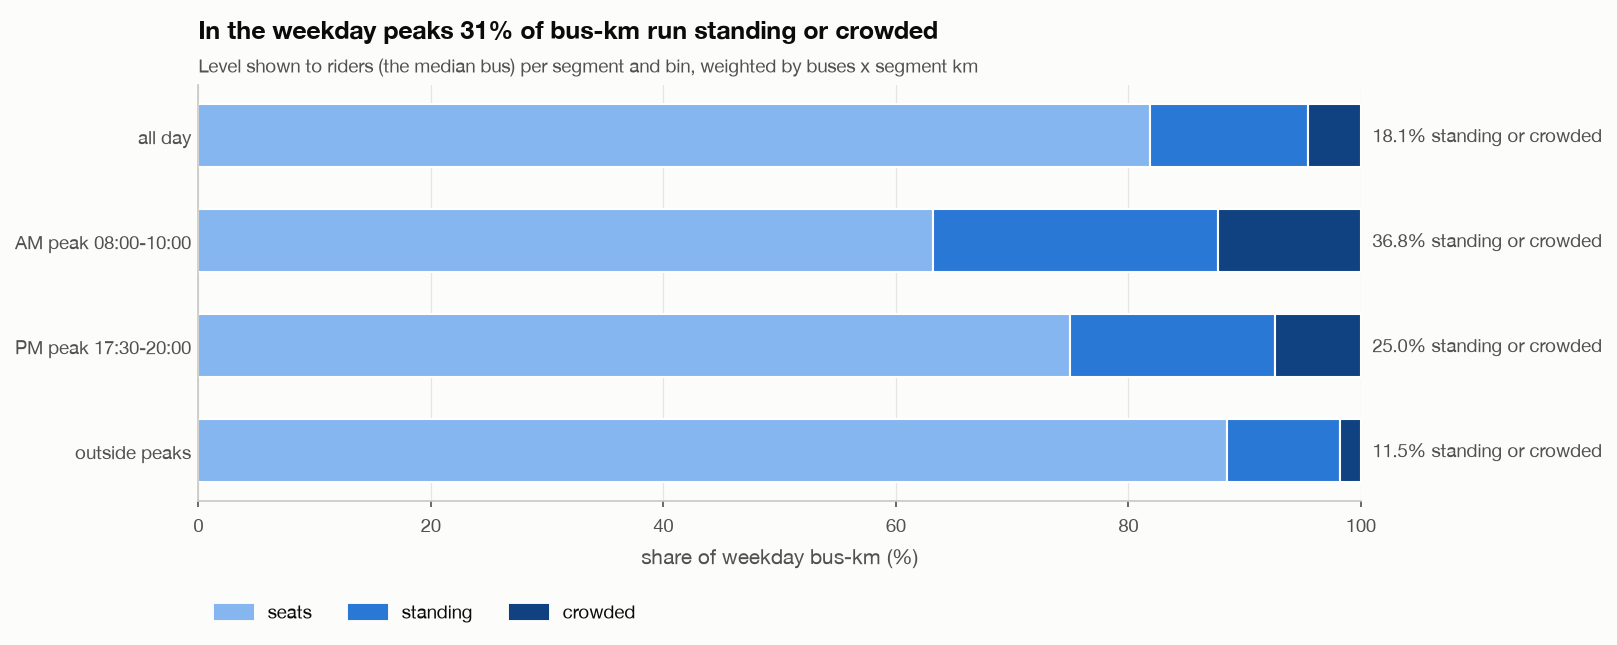 In the weekday peaks 31% of bus-km run standing or crowded
Level shown to riders (the median bus) per segment and bin, weighted by buses x segment km
all day
18.1% standing or crowded
AM peak 08:00-10:00
36.8% standing or crowded
PM peak 17:30-20:00
25.0% standing or crowded
outside peaks
11.5% standing or crowded
0 20 40 60 80 100
share of weekday bus-km (%)
seats standing crowded